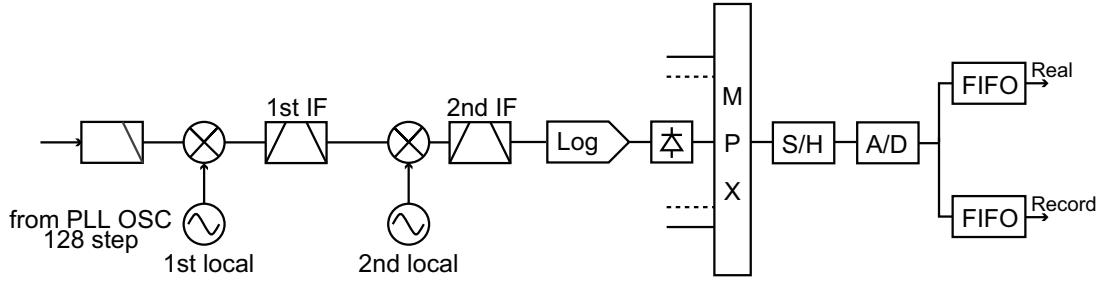 1st IF
2nd IF
Log
M
P
X
S/H
A/D
FIFO
Real
FIFO
Record
from PLL OSC
128 step
1st local
2nd local